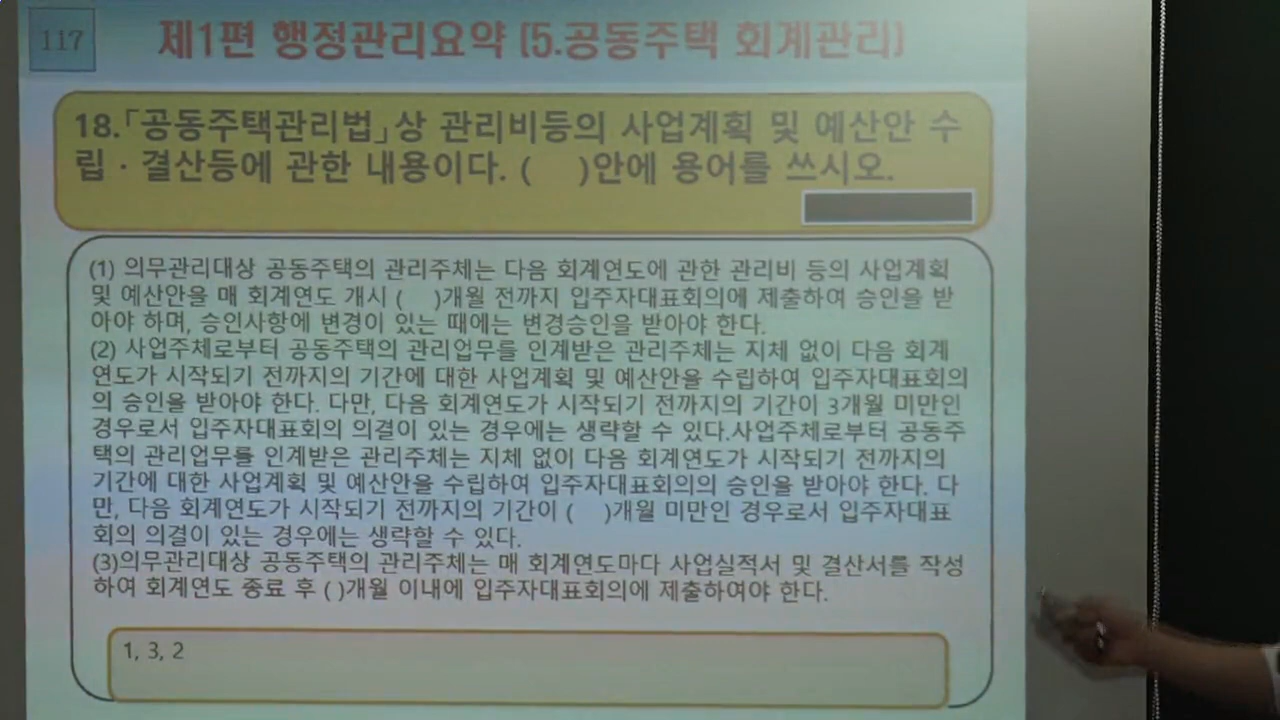 117
제1편 행정관리요약 [5.공동주택 회계관리]
18.「공동주택관리법」상 관리비등의 사업계획 및 예산안 수
립 · 결산등에 관한 내용이다. (    )안에 용어를 쓰시오.
(1) 의무관리대상 공동주택의 관리주체는 다음 회계연도에 관한 관리비 등의 사업계획
및 예산안을 매 회계연도 개시 (    )개월 전까지 입주자대표회의에 제출하여 승인을 받
아야 하며, 승인사항에 변경이 있는 때에는 변경승인을 받아야 한다.
(2) 사업주체로부터 공동주택의 관리업무를 인계받은 관리주체는 지체 없이 다음 회계
연도가 시작되기 전까지의 기간에 대한 사업계획 및 예산안을 수립하여 입주자대표회의
의 승인을 받아야 한다. 다만, 다음 회계연도가 시작되기 전까지의 기간이 3개월 미만인
경우로서 입주자대표회의 의결이 있는 경우에는 생략할 수 있다.사업주체로부터 공동주
택의 관리업무를 인계받은 관리주체는 지체 없이 다음 회계연도가 시작되기 전까지의
기간에 대한 사업계획 및 예산안을 수립하여 입주자대표회의의 승인을 받아야 한다. 다
만, 다음 회계연도가 시작되기 전까지의 기간이 (    )개월 미만인 경우로서 입주자대표
회의 의결이 있는 경우에는 생략할 수 있다.
(3)의무관리대상 공동주택의 관리주체는 매 회계연도마다 사업실적서 및 결산서를 작성
하여 회계연도 종료 후 ( )개월 이내에 입주자대표회의에 제출하여야 한다.
1, 3, 2